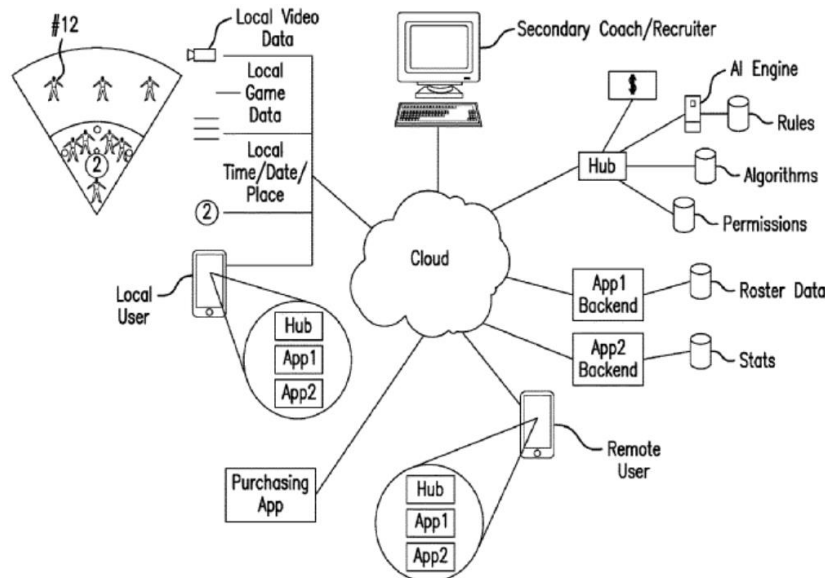 #12
Local Video
Data
Local
Game
Data
Local
Time/Date/
Place
2
2
Local
User
Hub
App1
App2
Secondary Coach/Recruiter
$
AI Engine
Rules
Hub
Algorithms
Permissions
Cloud
App1
Backend
Roster Data
App2
Backend
Stats
Purchasing
App
Remote
User
Hub
App1
App2